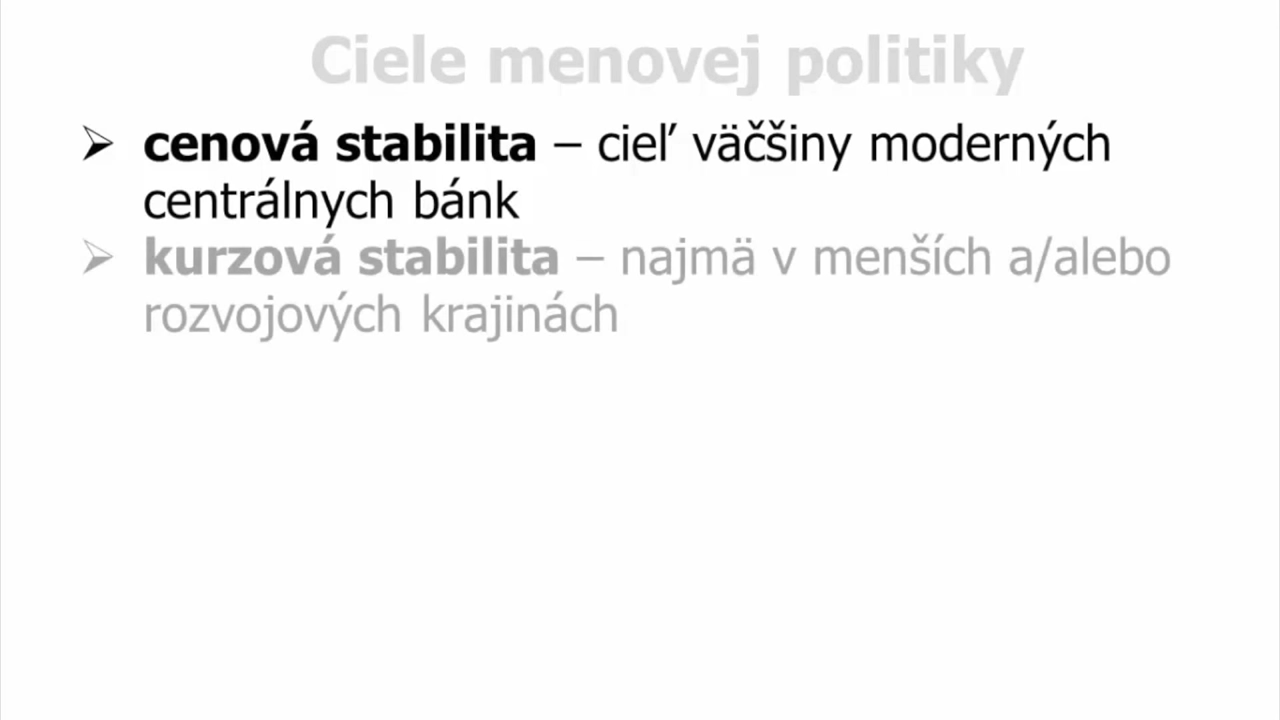 Ciele menovej politiky
➢ cenová stabilita – cieľ väčšiny moderných
centrálnych bánk
➢ kurzová stabilita – najmä v menších a/alebo
rozvojových krajinách